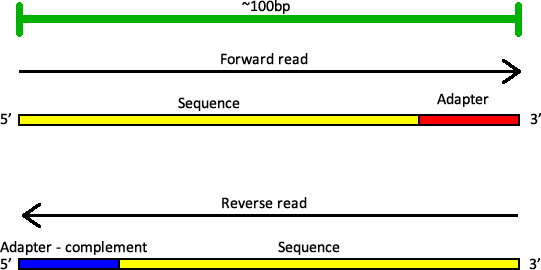 ~100bp
Forward read
Sequence
Adapter
5’
3’
Reverse read
Adapter - complement
Sequence
5’
3’